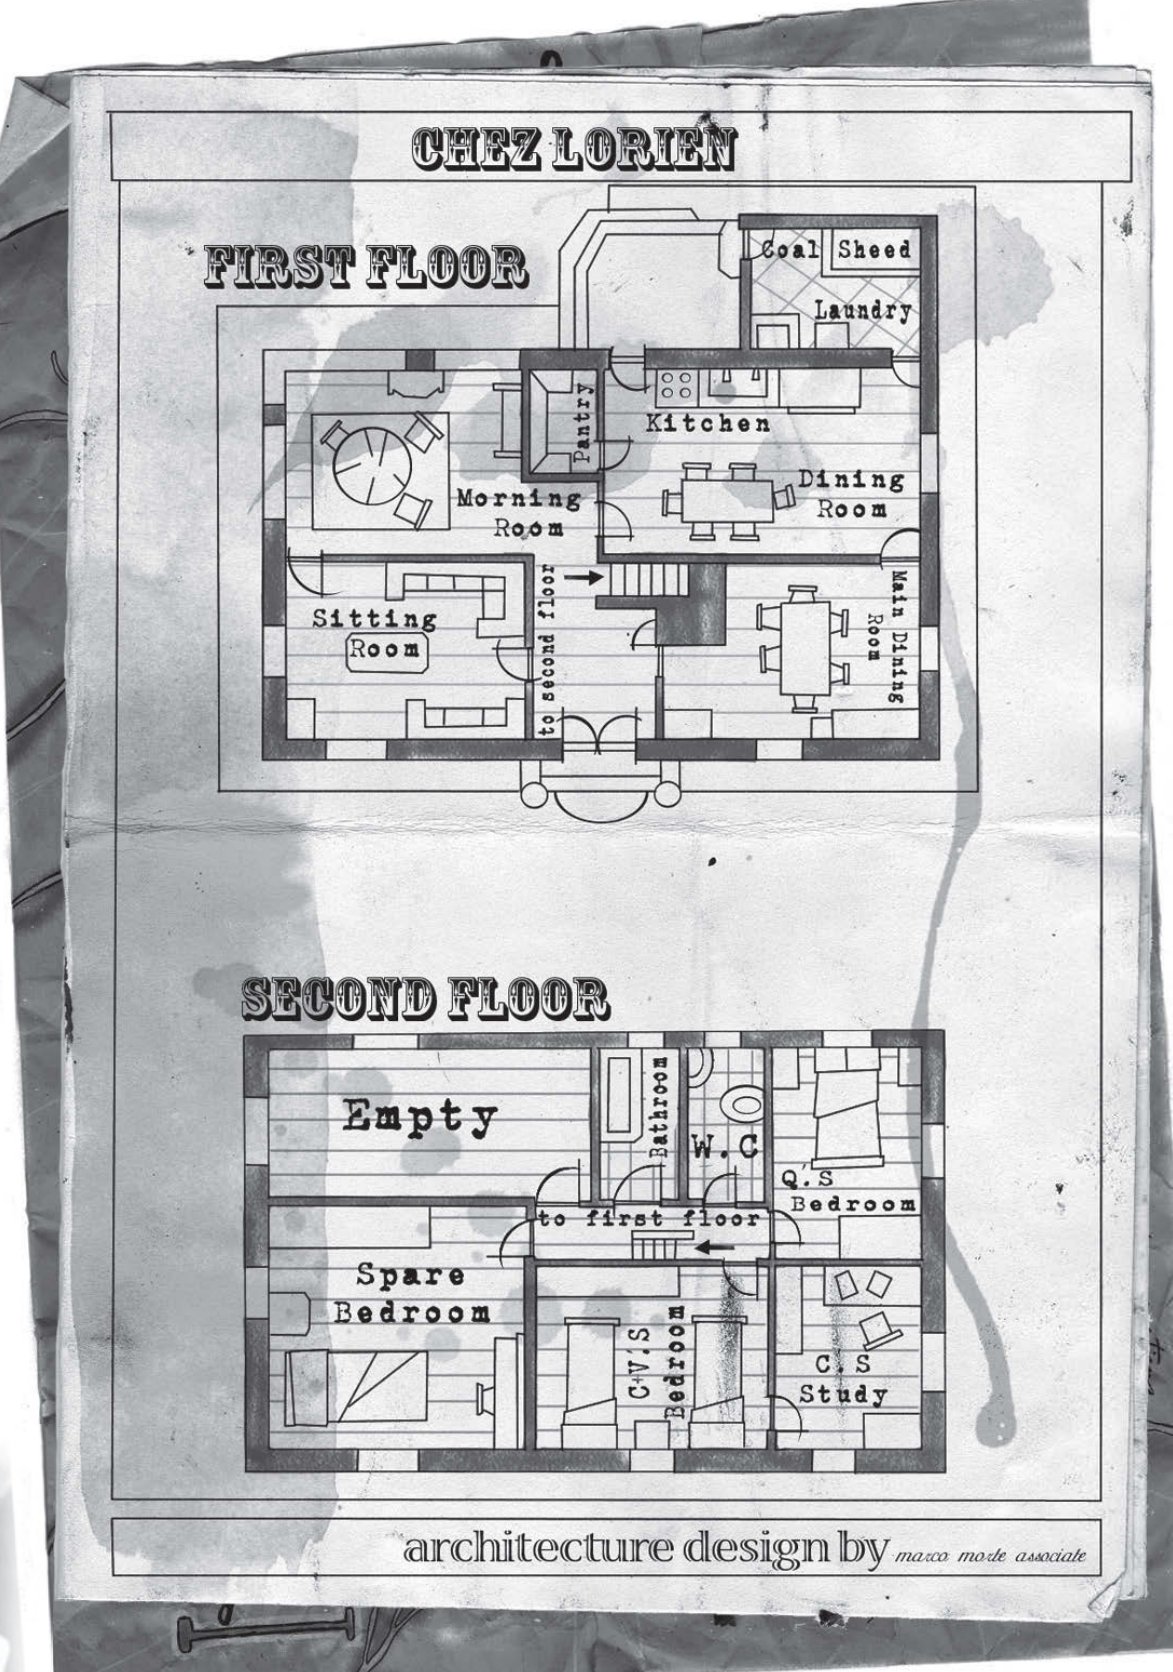 CHEZ LORIEN
FIRST FLOOR
Coal Sheed
Laundry
Pantry
Kitchen
Dining
Room
Morning
Room
Sitting
Room
to second floor
Main Dining
Room
SECOND FLOOR
Empty
Bathroom
W.C
Q'.S
Bedroom
to first floor
Spare
Bedroom
C+V'.S
Bedroom
C.S
Study
architecture design by marco morte associate